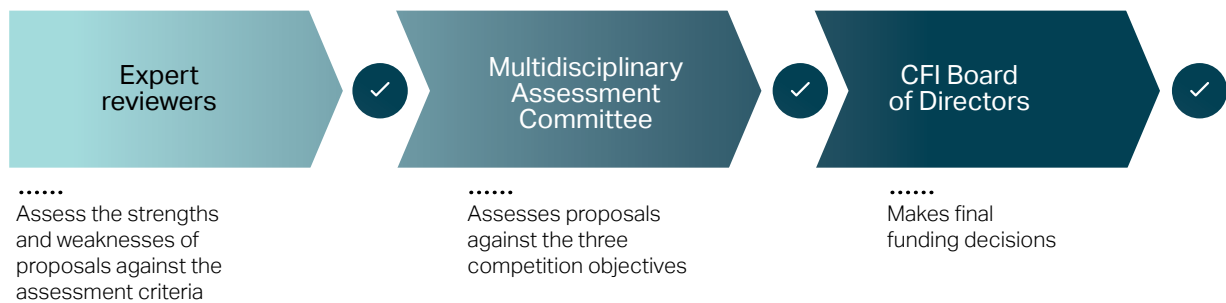 Expert
reviewers
Multidisciplinary
Assessment
Committee
CFI Board
of Directors
......
Assess the strengths
and weaknesses of
proposals against the
assessment criteria
......
Assesses proposals
against the three
competition objectives
......
Makes final
funding decisions